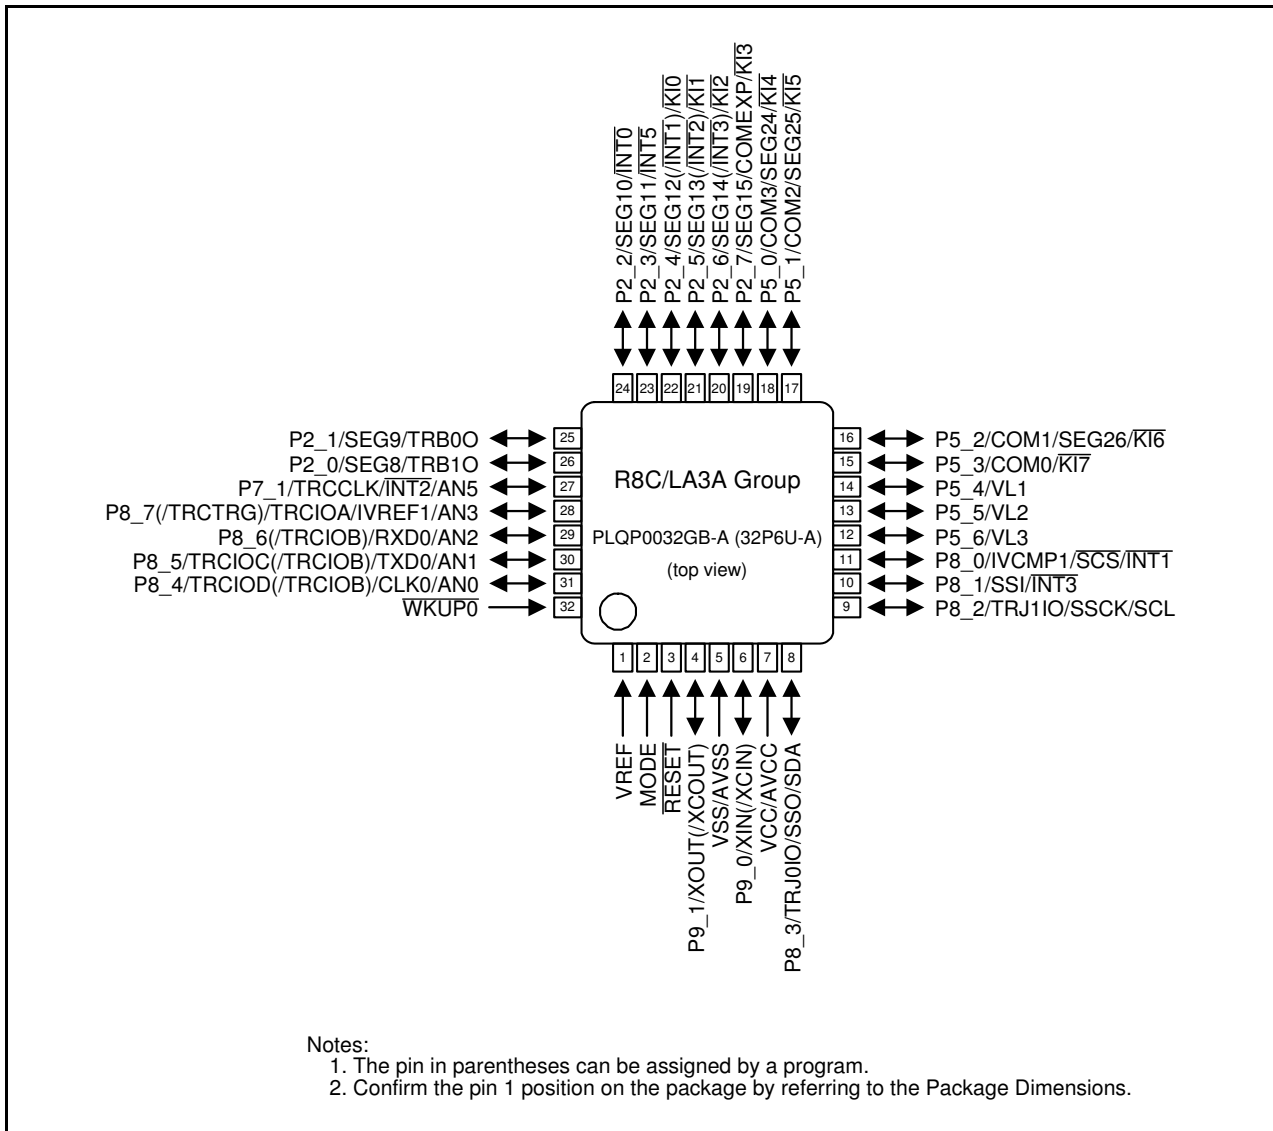 P2_2/SEG10/INT0
P2_3/SEG11/INT5
P2_4/SEG12(/INT1)/KI0
P2_5/SEG13(/INT2)/KI1
P2_6/SEG14(/INT3)/KI2
P2_7/SEG15/COMEXP/KI3
P5_0/COM3/SEG24/KI4
P5_1/COM2/SEG25/KI5
24 23 22 21 20 19 18 17
P2_1/SEG9/TRB0O 25
P2_0/SEG8/TRB1O 26
P7_1/TRCCLK/INT2/AN5 27
P8_7(/TRCTRG)/TRCIOA/IVREF1/AN3 28
P8_6(/TRCIOB)/RXD0/AN2 29
P8_5/TRCIOC(/TRCIOB)/TXD0/AN1 30
P8_4/TRCIOD(/TRCIOB)/CLK0/AN0 31
WKUP0 32
R8C/LA3A Group
PLQP0032GB-A (32P6U-A)
(top view)
16 P5_2/COM1/SEG26/KI6
15 P5_3/COM0/KI7
14 P5_4/VL1
13 P5_5/VL2
12 P5_6/VL3
11 P8_0/IVCMP1/SCS/INT1
10 P8_1/SSI/INT3
9 P8_2/TRJ1IO/SSCK/SCL
1 2 3 4 5 6 7 8
VREF
MODE
RESET
P9_1/XOUT(/XCOUT)
VSS/AVSS
P9_0/XIN(/XCIN)
VCC/AVCC
P8_3/TRJ0IO/SSO/SDA
Notes:
1. The pin in parentheses can be assigned by a program.
2. Confirm the pin 1 position on the package by referring to the Package Dimensions.